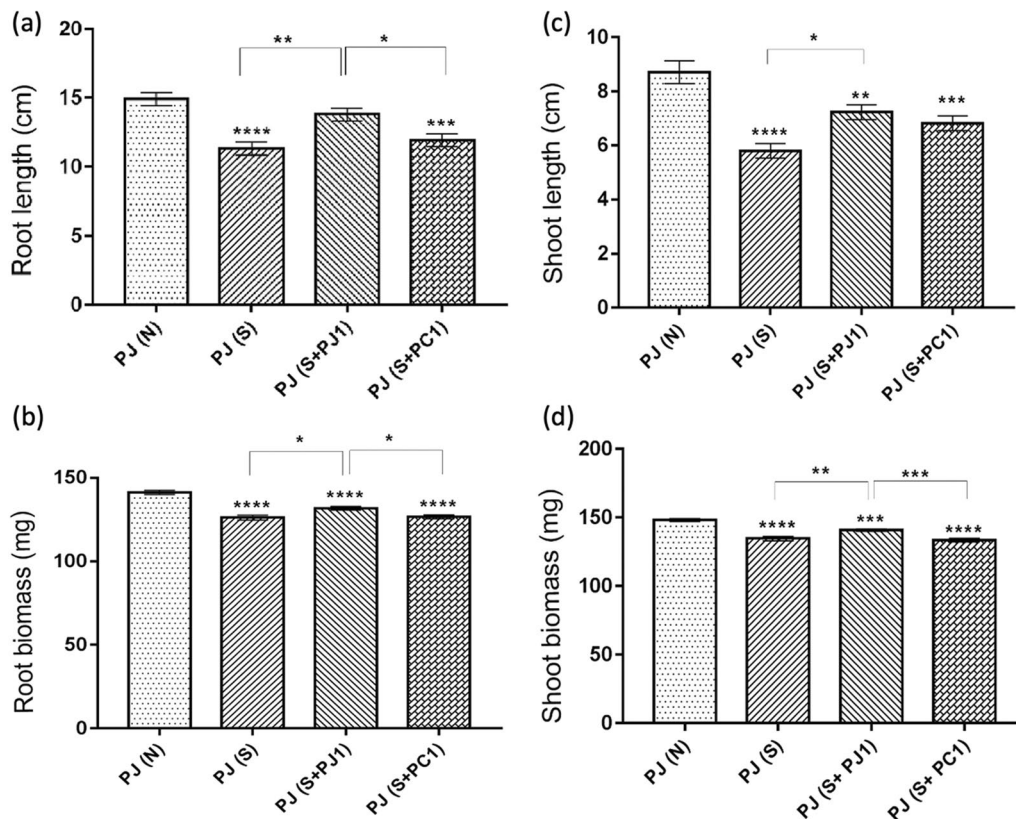 (a)
Root length (cm)
20
15
10
5
0
** *
**** ***
PJ (N) PJ (S) PJ (S+PJ1) PJ (S+PC1)
(c)
Shoot length (cm)
10
8
6
4
2
0
*
**** ** ***
PJ (N) PJ (S) PJ (S+PJ1) PJ (S+PC1)
(b)
Root biomass (mg)
150
100
50
0
* *
**** **** ****
PJ (N) PJ (S) PJ (S+PJ1) PJ (S+PC1)
(d)
Shoot biomass (mg)
200
150
100
50
0
** ***
**** *** ****
PJ (N) PJ (S) PJ (S+ PJ1) PJ (S+ PC1)